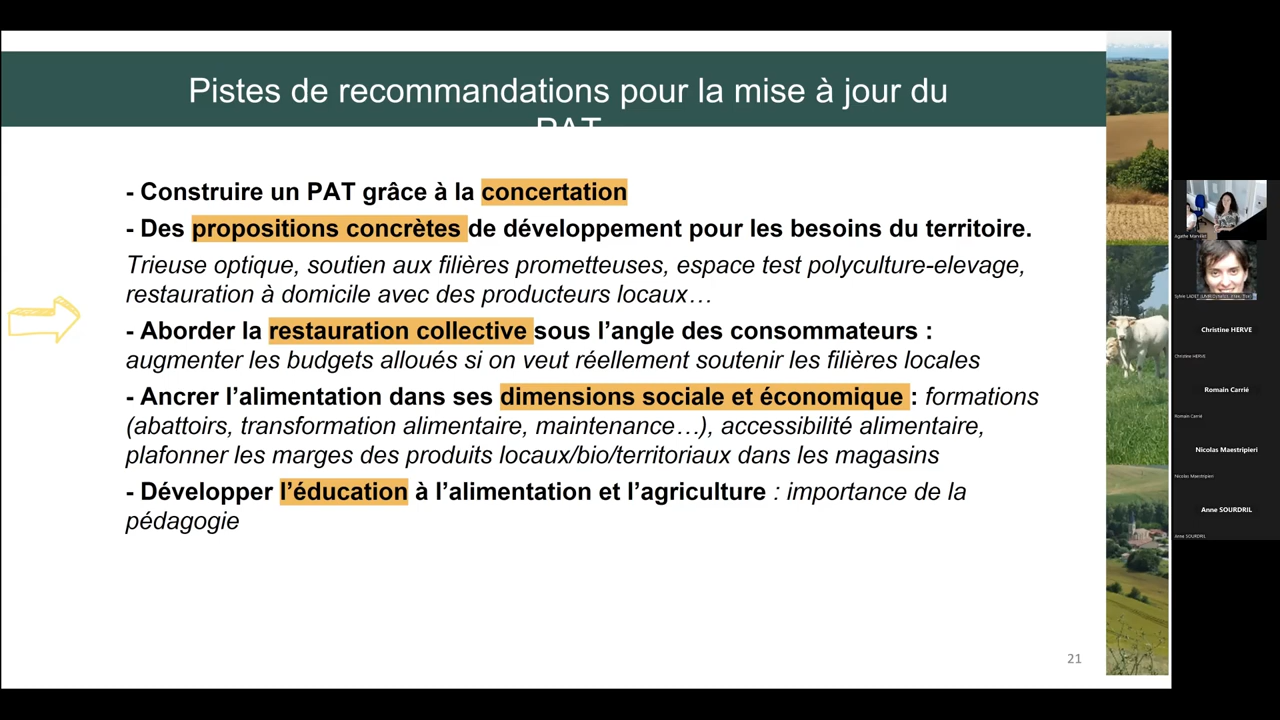 Pistes de recommandations pour la mise à jour du
PAT
- Construire un PAT grâce à la concertation
- Des propositions concrètes de développement pour les besoins du territoire.
Trieuse optique, soutien aux filières prometteuses, espace test polyculture-elevage,
restauration à domicile avec des producteurs locaux…
- Aborder la restauration collective sous l’angle des consommateurs :
augmenter les budgets alloués si on veut réellement soutenir les filières locales
- Ancrer l’alimentation dans ses dimensions sociale et économique : formations
(abattoirs, transformation alimentaire, maintenance…), accessibilité alimentaire,
plafonner les marges des produits locaux/bio/territoriaux dans les magasins
- Développer l’éducation à l’alimentation et l’agriculture : importance de la
pédagogie
21
Agathe
Sylvie LADET
Christine HERVE
Christine HERVE
Romain Carrié
Romain Carrié
Nicolas Maestripieri
Nicolas Maestripieri
Anne SOURDRIL
Anne SOURDRIL